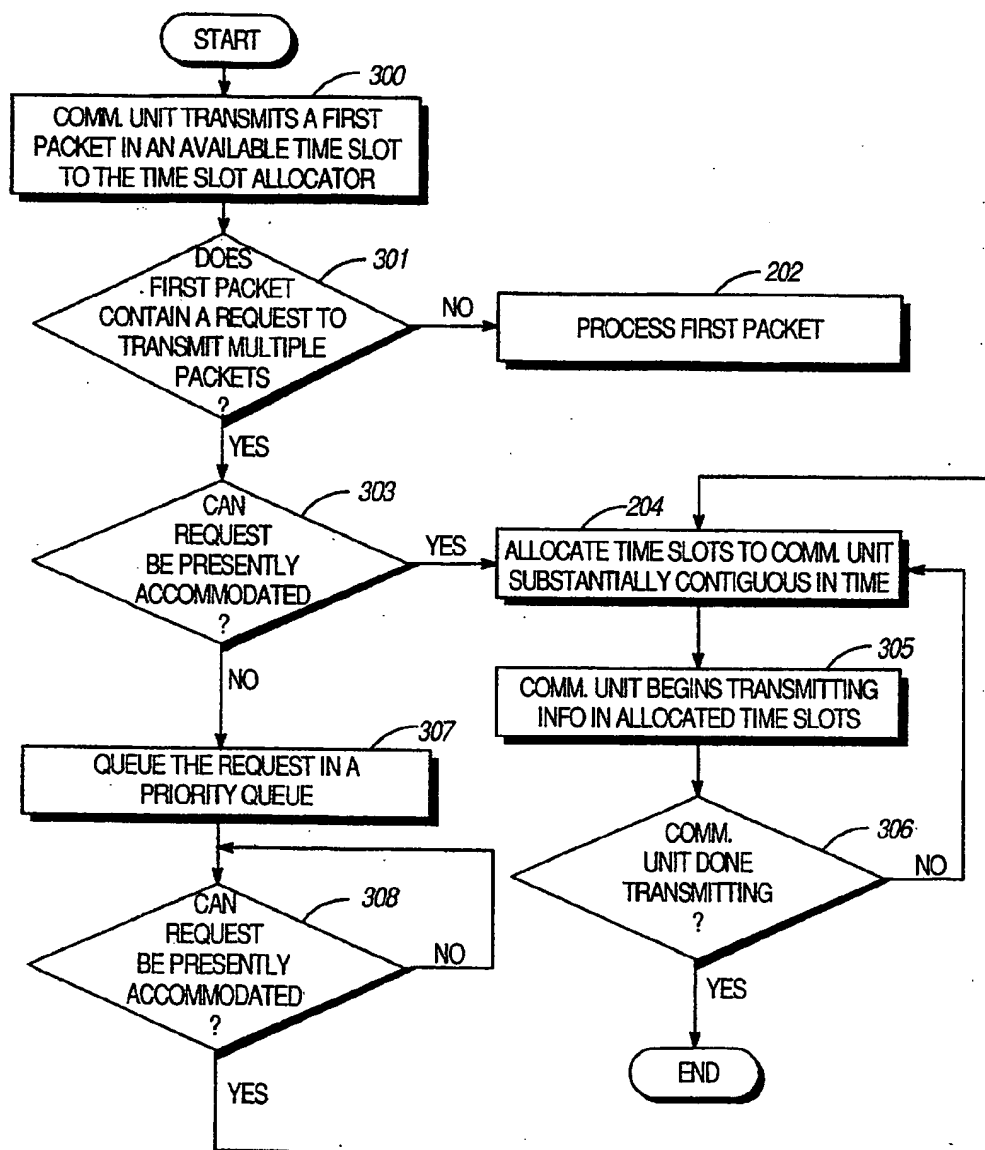 START
300
COMM. UNIT TRANSMITS A FIRST
PACKET IN AN AVAILABLE TIME SLOT
TO THE TIME SLOT ALLOCATOR
301
DOES
FIRST PACKET
CONTAIN A REQUEST TO
TRANSMIT MULTIPLE
PACKETS
?
NO
202
PROCESS FIRST PACKET
YES
303
CAN
REQUEST
BE PRESENTLY
ACCOMMODATED
?
YES
204
ALLOCATE TIME SLOTS TO COMM. UNIT
SUBSTANTIALLY CONTIGUOUS IN TIME
NO
305
COMM. UNIT BEGINS TRANSMITTING
INFO IN ALLOCATED TIME SLOTS
307
QUEUE THE REQUEST IN A
PRIORITY QUEUE
306
COMM.
UNIT DONE
TRANSMITTING
?
NO
YES
END
308
CAN
REQUEST
BE PRESENTLY
ACCOMMODATED
?
NO
YES